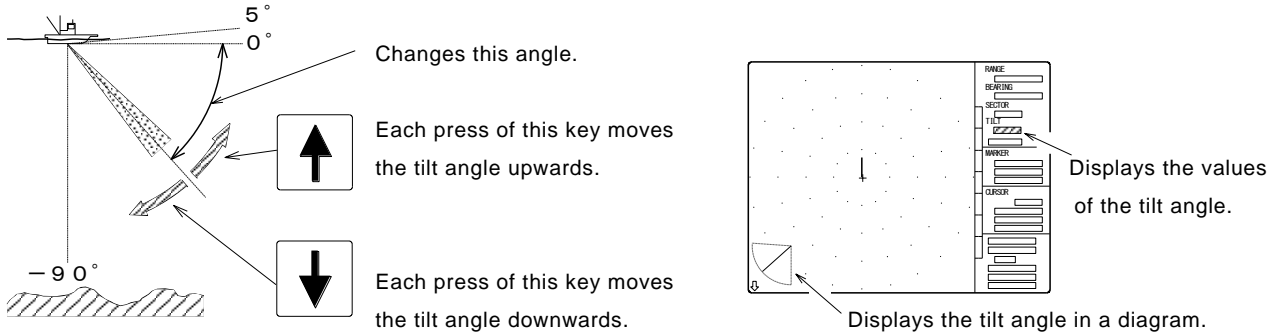 5°
0°
Changes this angle.
Each press of this key moves
the tilt angle upwards.
－90°
Each press of this key moves
the tilt angle downwards.
RANGE
BEARING
SECTOR
TILT
MARKER
CURSOR
Displays the values
of the tilt angle.
Displays the tilt angle in a diagram.